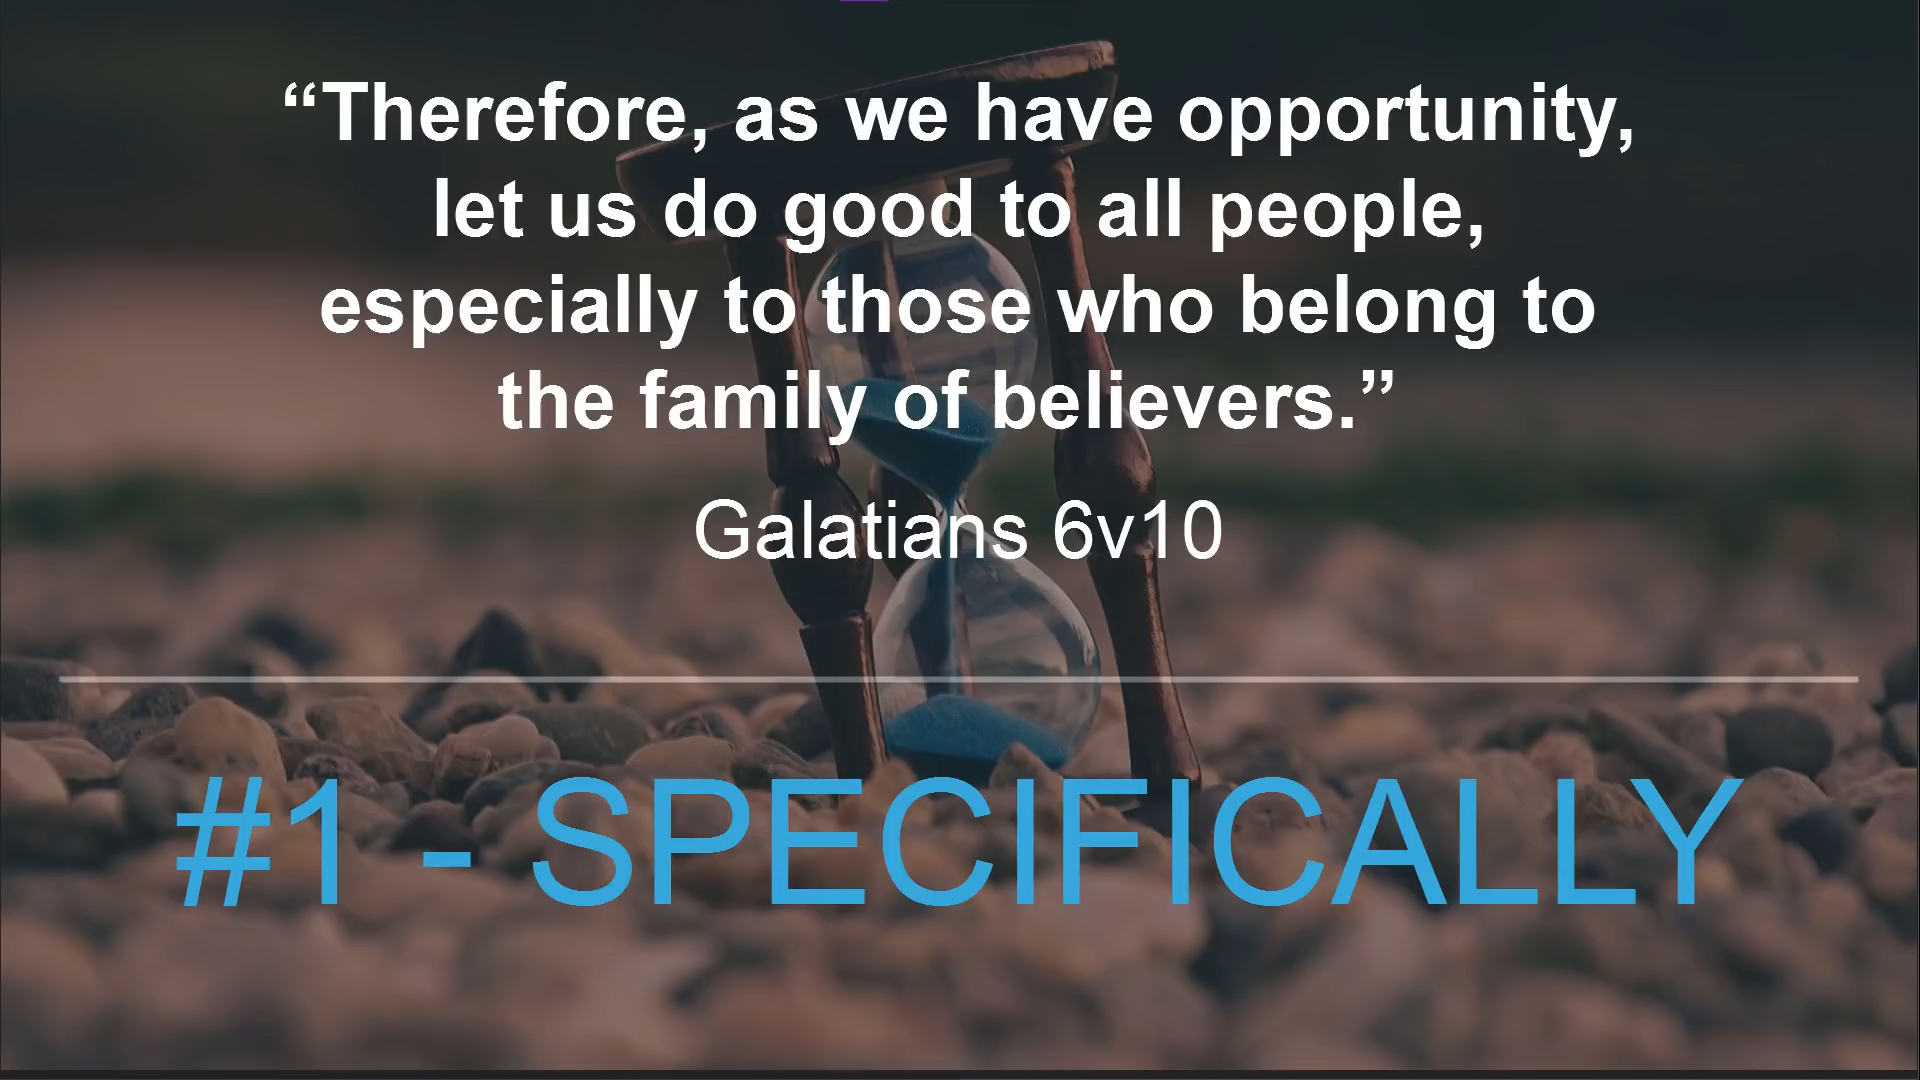 “Therefore, as we have opportunity,
let us do good to all people,
especially to those who belong to
the family of believers.”
Galatians 6v10
#1 - SPECIFICALLY